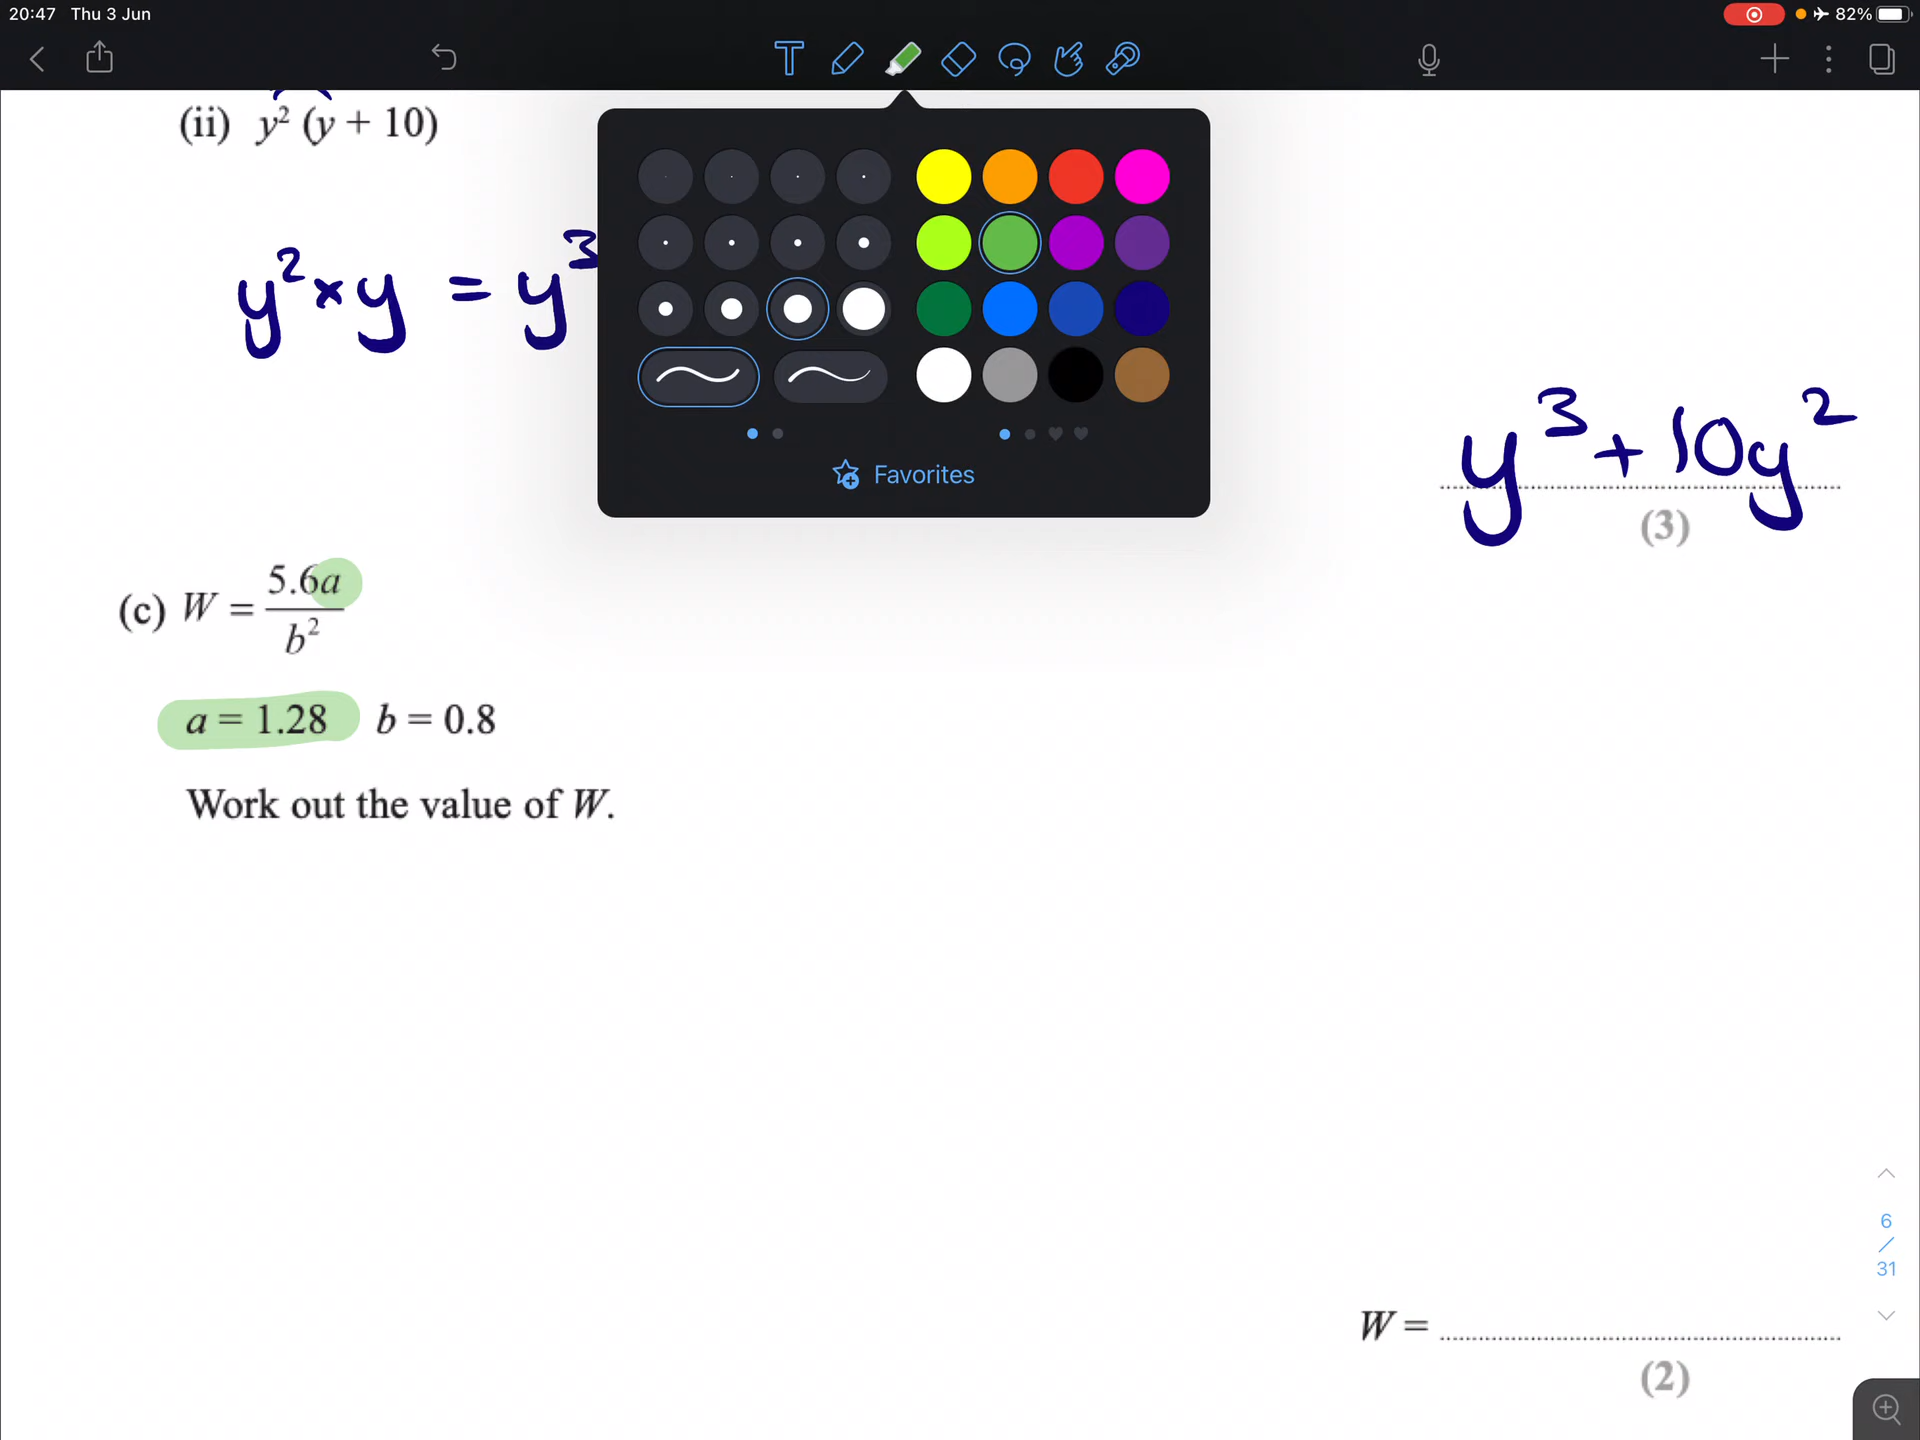 20:47 Thu 3 Jun
82%
(ii) y² (y + 10)
y² × y = y³
Favorites
y³ + 10y²
(3)
(c) W = 5.6a / b²
a = 1.28 b = 0.8
Work out the value of W.
6
/
31
W = ........................................
(2)